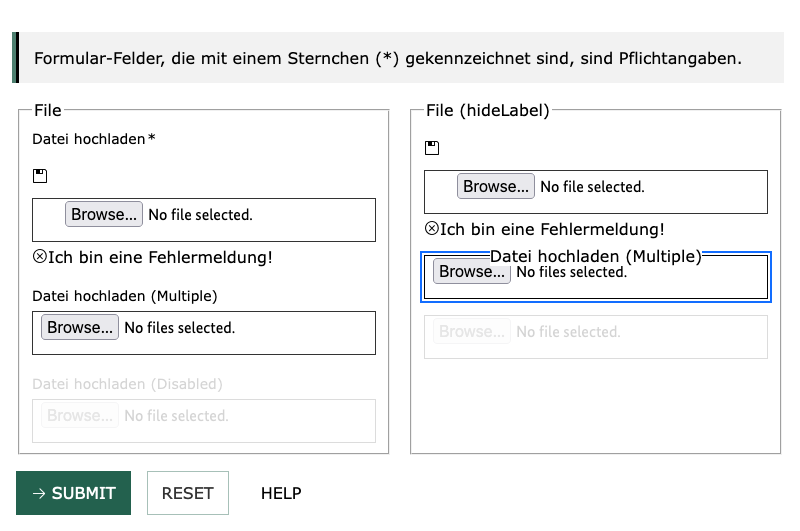 Formular-Felder, die mit einem Sternchen (*) gekennzeichnet sind, sind Pflichtangaben.
File
Datei hochladen*
Browse... No file selected.
Ich bin eine Fehlermeldung!
Datei hochladen (Multiple)
Browse... No files selected.
Datei hochladen (Disabled)
Browse... No file selected.
File (hideLabel)
Browse... No file selected.
Ich bin eine Fehlermeldung!
Datei hochladen (Multiple)
Browse... No files selected.
Browse... No file selected.
→ SUBMIT
RESET
HELP